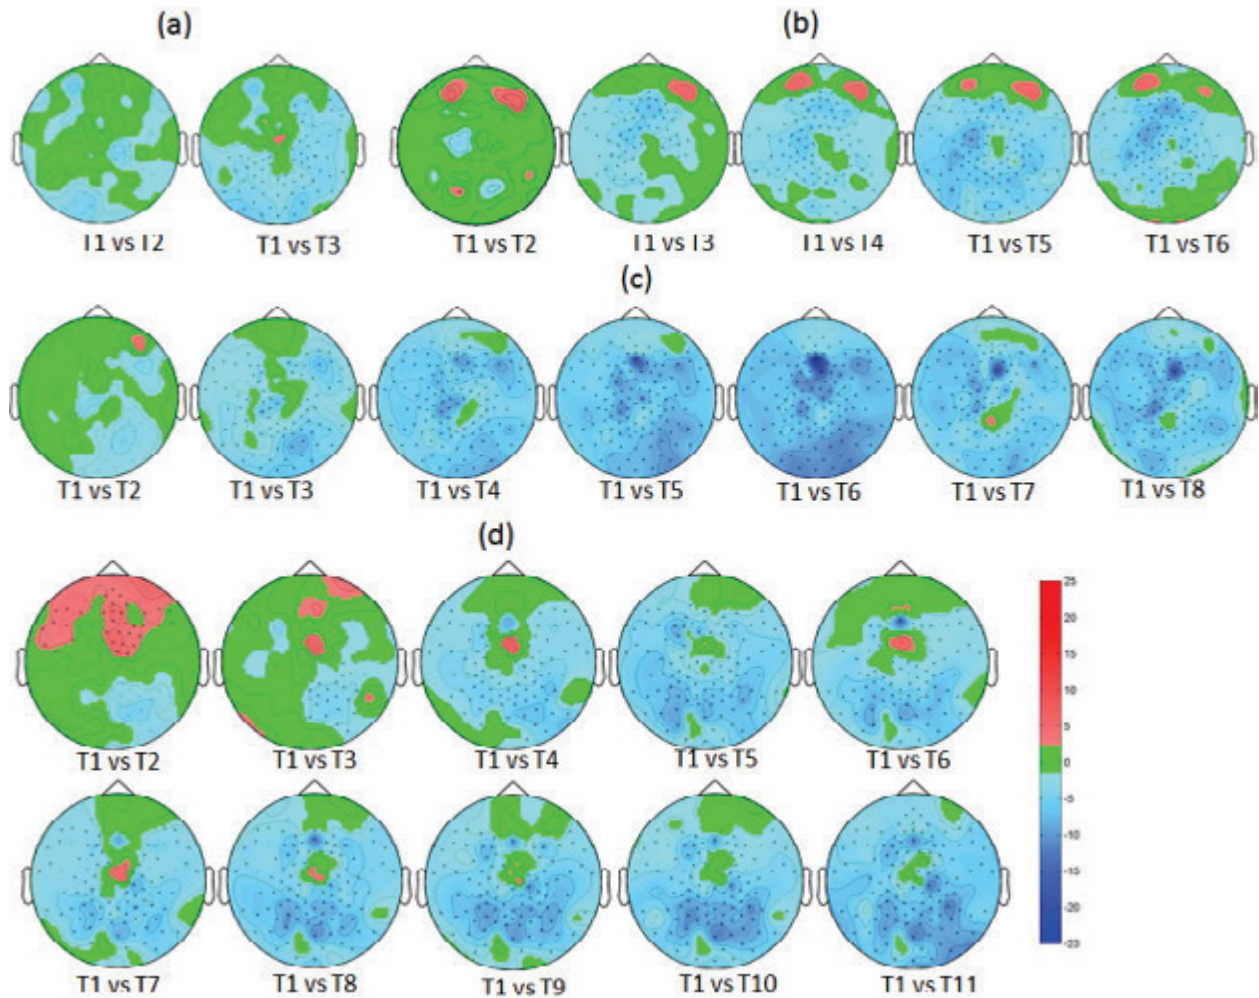 (a)
(b)
T1 vs T2
T1 vs T3
T1 vs T2
T1 vs T3
T1 vs T4
T1 vs T5
T1 vs T6
(c)
T1 vs T2
T1 vs T3
T1 vs T4
T1 vs T5
T1 vs T6
T1 vs T7
T1 vs T8
(d)
T1 vs T2
T1 vs T3
T1 vs T4
T1 vs T5
T1 vs T6
25
20
15
10
5
0
-5
-10
-15
-20
-23
T1 vs T7
T1 vs T8
T1 vs T9
T1 vs T10
T1 vs T11